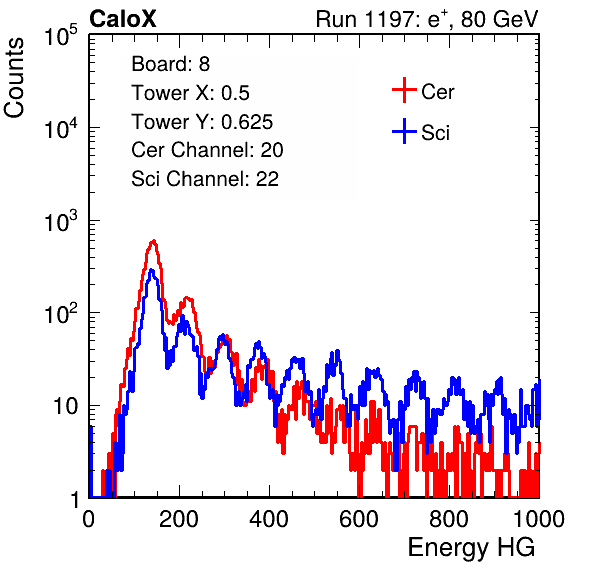 CaloX Run 1197: e⁺, 80 GeV
Counts
10⁵
10⁴
10³
10²
10
1
Board: 8
Tower X: 0.5
Tower Y: 0.625
Cer Channel: 20
Sci Channel: 22
Cer
Sci
0 200 400 600 800 1000
Energy HG